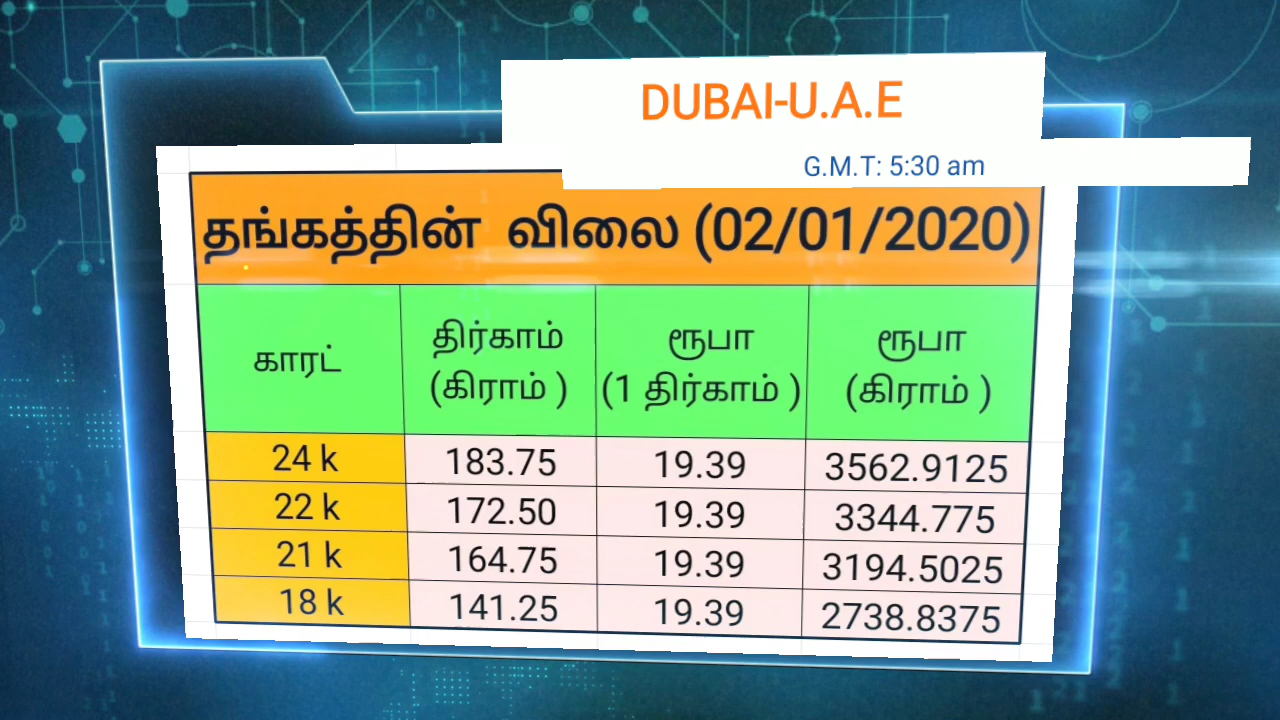 DUBAI-U.A.E
G.M.T: 5:30 am
தங்கத்தின் விலை (02/01/2020)
காரட் திர்காம் (கிராம் ) ரூபா (1 திர்காம் ) ரூபா (கிராம் )
24 k 183.75 19.39 3562.9125
22 k 172.50 19.39 3344.775
21 k 164.75 19.39 3194.5025
18 k 141.25 19.39 2738.8375